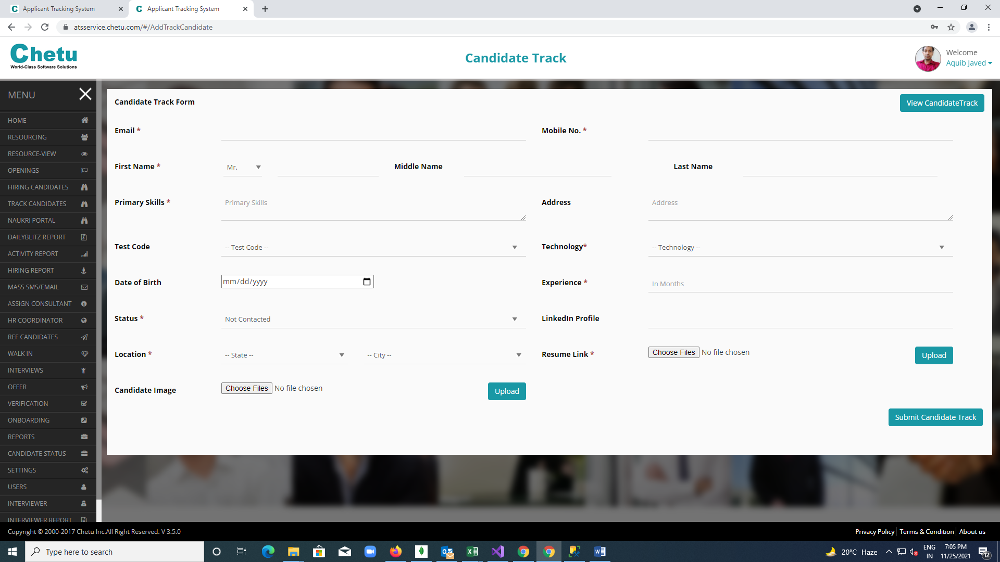 Applicant Tracking System
Applicant Tracking System
atsservice.chetu.com/#/AddTrackCandidate
Chetu
World-Class Software Solutions
Candidate Track
Welcome
Aquib Javed
MENU
HOME
RESOURCING
RESOURCE-VIEW
OPENINGS
HIRING CANDIDATES
TRACK CANDIDATES
NAUKRI PORTAL
DAILYBLITZ REPORT
ACTIVITY REPORT
HIRING REPORT
MASS SMS/EMAIL
ASSIGN CONSULTANT
HR COORDINATOR
REF CANDIDATES
WALK IN
INTERVIEWS
OFFER
VERIFICATION
ONBOARDING
REPORTS
CANDIDATE STATUS
SETTINGS
USERS
INTERVIEWER
INTERVIEWER REPORT
Candidate Track Form
View CandidateTrack
Email *
Mobile No. *
First Name * Mr.
Middle Name
Last Name
Primary Skills * Primary Skills
Address Address
Test Code -- Test Code --
Technology* -- Technology --
Date of Birth mm/dd/yyyy
Experience * In Months
Status * Not Contacted
LinkedIn Profile
Location * -- State -- -- City --
Resume Link * Choose Files No file chosen Upload
Candidate Image Choose Files No file chosen Upload
Submit Candidate Track
Copyright © 2000-2017 Chetu Inc.All Right Reserved. V 3.5.0
Privacy Policy| Terms & Condition| About us
Type here to search
20°C Haze
ENG
IN
7:05 PM
11/25/2021
12